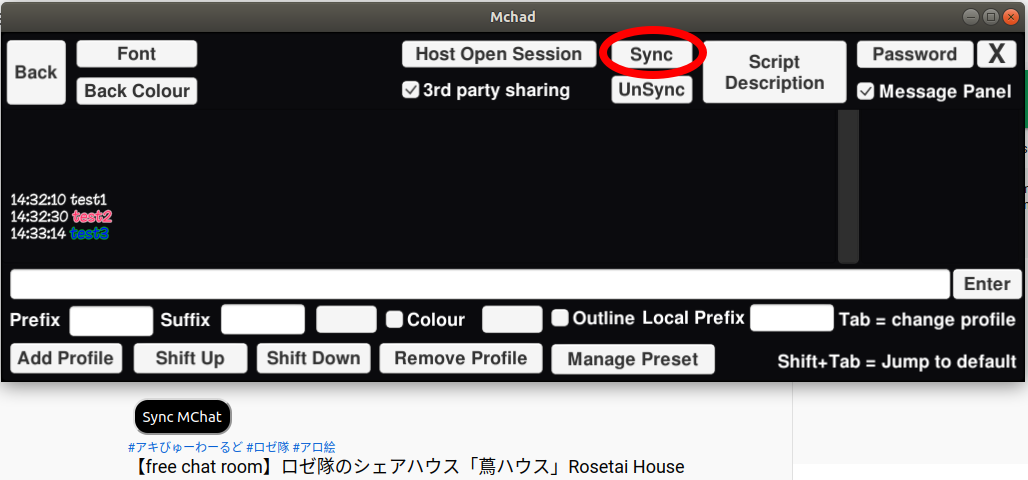 Mchad
Back
Font
Back Colour
Host Open Session
3rd party sharing
Sync
UnSync
Script
Description
Password
X
Message Panel
14:32:10 test1
14:32:30 test2
14:33:14 test3
Enter
Prefix
Suffix
Colour
Outline
Local Prefix
Tab = change profile
Add Profile
Shift Up
Shift Down
Remove Profile
Manage Preset
Shift+Tab = Jump to default
Sync MChat
#アキびゅーわーるど #ロゼ隊 #アロ絵
【free chat room】ロゼ隊のシェアハウス「蔦ハウス」Rosetai House